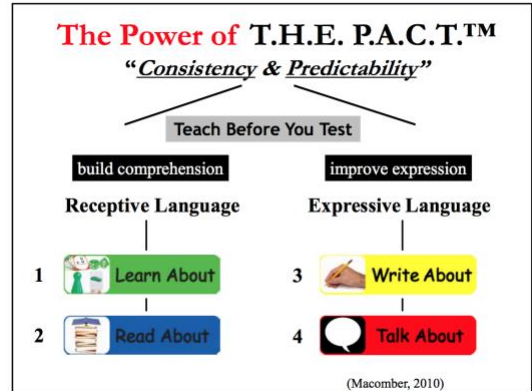 The Power of T.H.E. P.A.C.T.™
“Consistency & Predictability”
Teach Before You Test
build comprehension
Receptive Language
1 Learn About
2 Read About
improve expression
Expressive Language
3 Write About
4 Talk About
(Macomber, 2010)